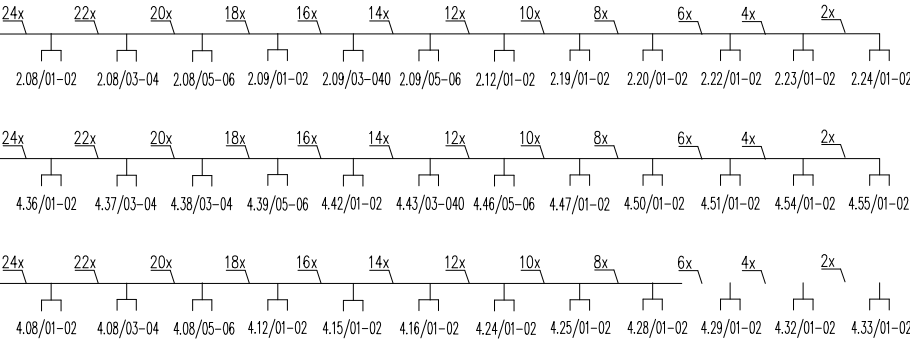 24x 22x 20x 18x 16x 14x 12x 10x 8x 6x 4x 2x
2.08/01-02 2.08/03-04 2.08/05-06 2.09/01-02 2.09/03-040 2.09/05-06 2.12/01-02 2.19/01-02 2.20/01-02 2.22/01-02 2.23/01-02 2.24/01-02
24x 22x 20x 18x 16x 14x 12x 10x 8x 6x 4x 2x
4.36/01-02 4.37/03-04 4.38/03-04 4.39/05-06 4.42/01-02 4.43/03-040 4.46/05-06 4.47/01-02 4.50/01-02 4.51/01-02 4.54/01-02 4.55/01-02
24x 22x 20x 18x 16x 14x 12x 10x 8x 6x 4x 2x
4.08/01-02 4.08/03-04 4.08/05-06 4.12/01-02 4.15/01-02 4.16/01-02 4.24/01-02 4.25/01-02 4.28/01-02 4.29/01-02 4.32/01-02 4.33/01-02